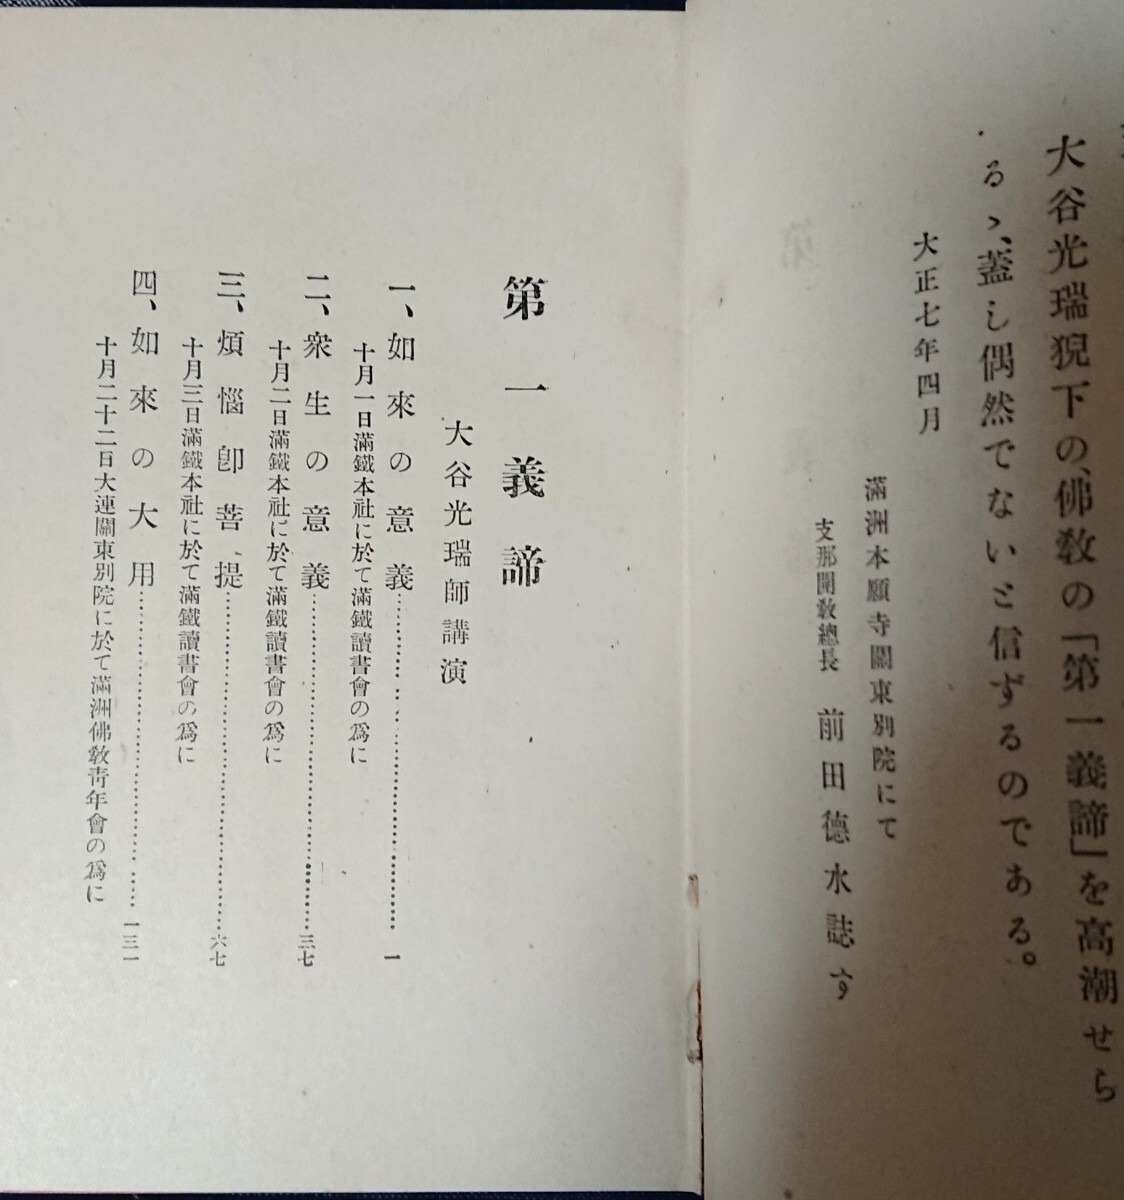 大谷光瑞猊下の、佛敎の「第一義諦」を高潮せら
るゝ、蓋し偶然でないと信ずるのである。
大正七年四月
滿洲本願寺關東別院にて
支那開敎總長 前田德水誌す
第一義諦
大谷光瑞師講演
一、如來の意義…………………一
十月一日滿鐵本社に於て滿鐵讀書會の爲に
二、衆生の意義…………………三七
十月二日滿鐵本社に於て滿鐵讀書會の爲に
三、煩惱卽菩提…………………六七
十月三日滿鐵本社に於て滿鐵讀書會の爲に
四、如來の大用…………………一三一
十月二十二日大連關東別院に於て滿洲佛敎靑年會の爲に